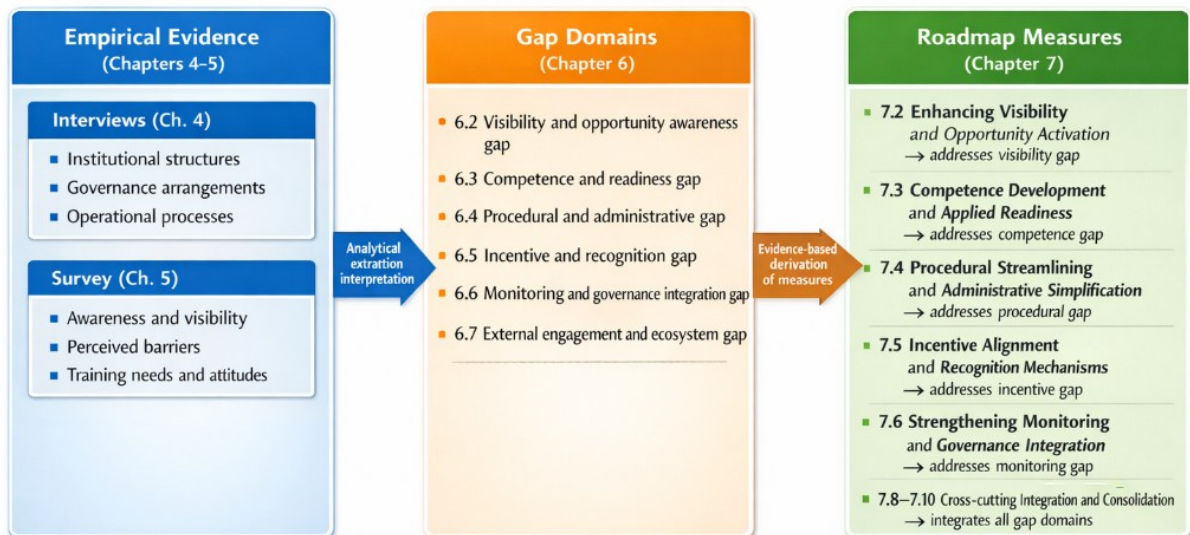 Empirical Evidence
(Chapters 4–5)
Interviews (Ch. 4)
Institutional structures
Governance arrangements
Operational processes
Survey (Ch. 5)
Awareness and visibility
Perceived barriers
Training needs and attitudes
Analytical
extration
interpretation
Gap Domains
(Chapter 6)
6.2 Visibility and opportunity awareness
gap
6.3 Competence and readiness gap
6.4 Procedural and administrative gap
6.5 Incentive and recognition gap
6.6 Monitoring and governance integration gap
6.7 External engagement and ecosystem gap
Evidence-based
derivation
of measures
Roadmap Measures
(Chapter 7)
7.2 Enhancing Visibility
and Opportunity Activation
→ addresses visibility gap
7.3 Competence Development
and Applied Readiness
→ addresses competence gap
7.4 Procedural Streamlining
and Administrative Simplification
→ addresses procedural gap
7.5 Incentive Alignment
and Recognition Mechanisms
→ addresses incentive gap
7.6 Strengthening Monitoring
and Governance Integration
→ addresses monitoring gap
7.8–7.10 Cross-cutting Integration and Consolidation
→ integrates all gap domains